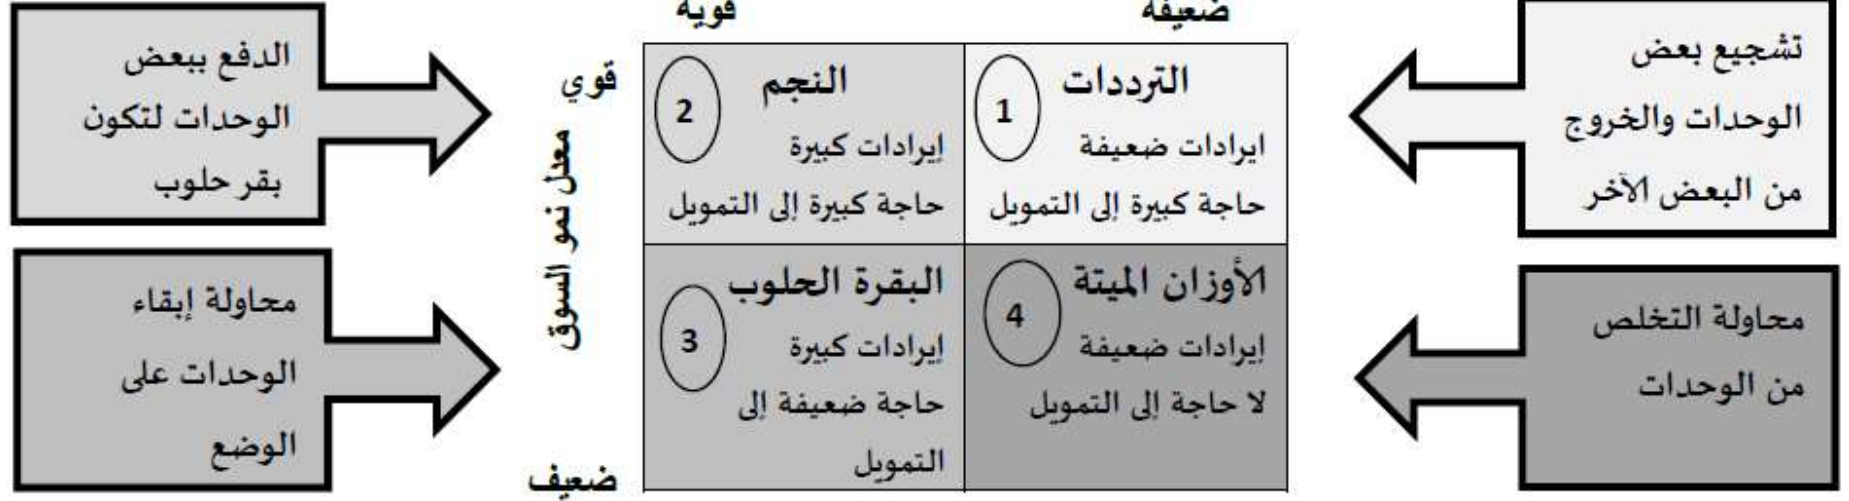 ضعيفة
قوية
تشجيع بعض
الوحدات والخروج
من البعض الآخر
1
الترددات
ايرادات ضعيفة
حاجة كبيرة إلى التمويل
2
النجم
إيرادات كبيرة
حاجة كبيرة إلى التمويل
قوي
معدل نمو السوق
ضعيف
الدفع ببعض
الوحدات لتكون
بقر حلوب
محاولة التخلص
من الوحدات
4
الأوزان الميتة
إيرادات ضعيفة
لا حاجة إلى التمويل
3
البقرة الحلوب
إيرادات كبيرة
حاجة ضعيفة إلى
التمويل
محاولة إبقاء
الوحدات على
الوضع